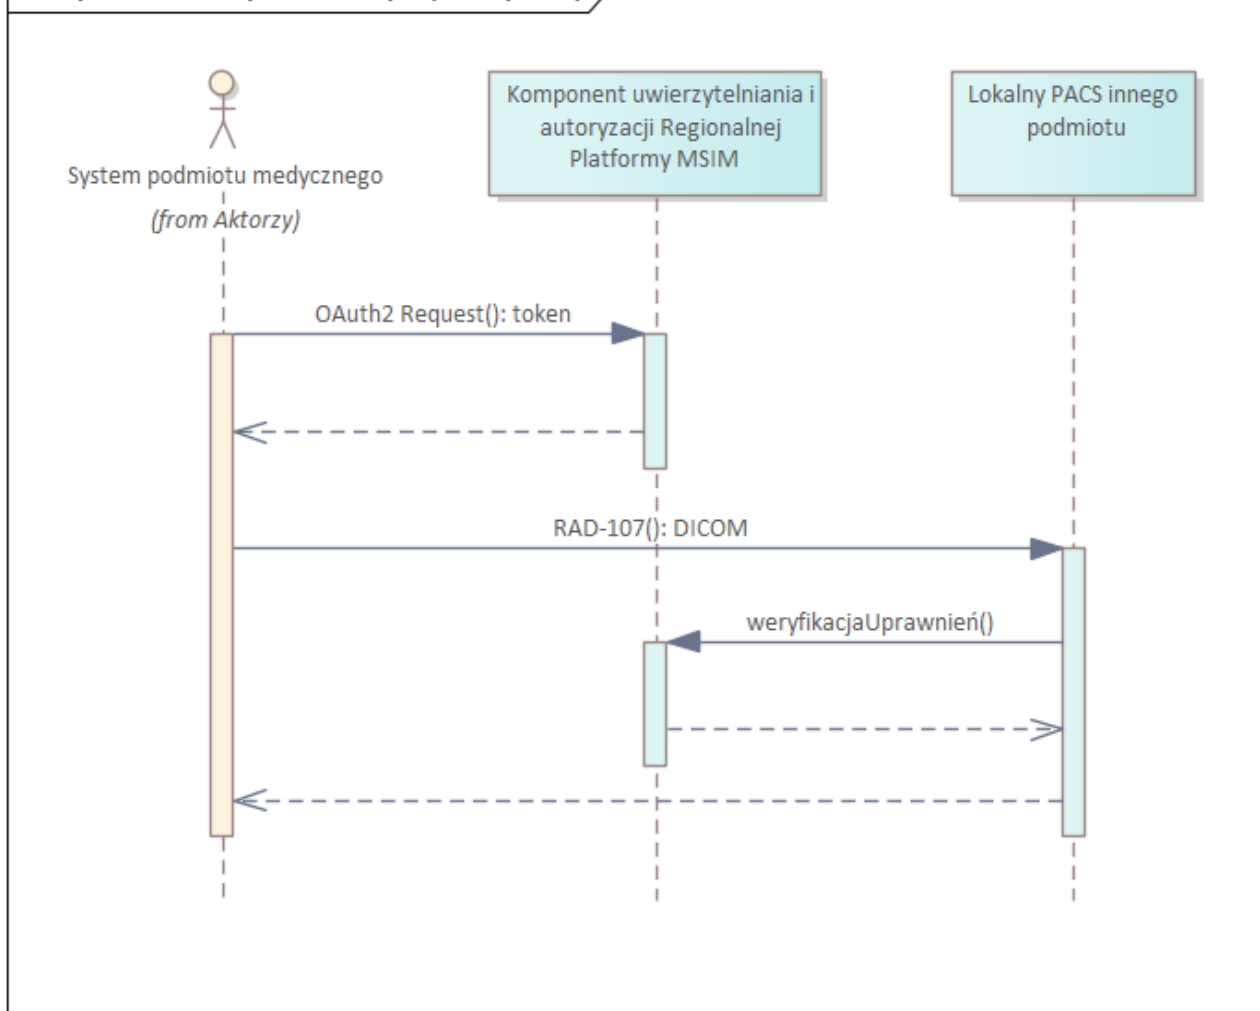 Komponent uwierzytelniania i
autoryzacji Regionalnej
Platformy MSIM
Lokalny PACS innego
podmiotu
System podmiotu medycznego
(from Aktorzy)
OAuth2 Request(): token
RAD-107(): DICOM
weryfikacjaUprawnień()